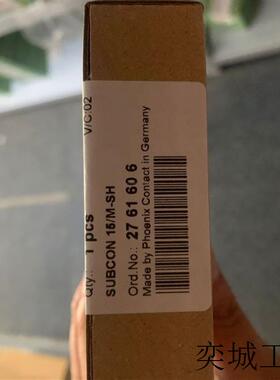 V/C:02
Qty.: 1 pcs
SUBCON 15/M-SH
Ord.No.: 27 61 60 6
Made by Phoenix Contact in Germany
奕城工